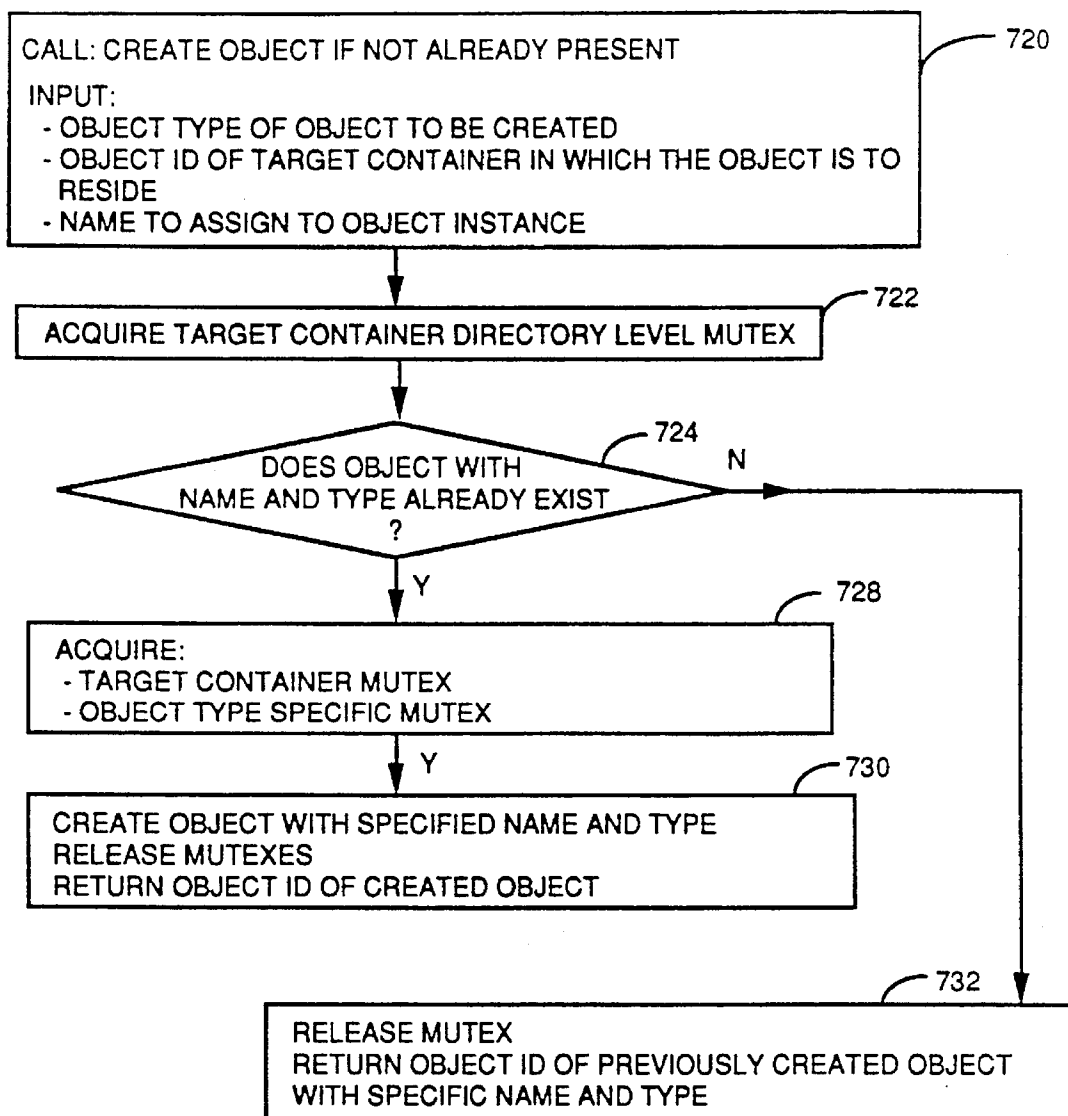 CALL: CREATE OBJECT IF NOT ALREADY PRESENT
720
INPUT:
- OBJECT TYPE OF OBJECT TO BE CREATED
- OBJECT ID OF TARGET CONTAINER IN WHICH THE OBJECT IS TO
RESIDE
- NAME TO ASSIGN TO OBJECT INSTANCE
722
ACQUIRE TARGET CONTAINER DIRECTORY LEVEL MUTEX
724
DOES OBJECT WITH
NAME AND TYPE ALREADY EXIST
?
N
Y
728
ACQUIRE:
- TARGET CONTAINER MUTEX
- OBJECT TYPE SPECIFIC MUTEX
Y
730
CREATE OBJECT WITH SPECIFIED NAME AND TYPE
RELEASE MUTEXES
RETURN OBJECT ID OF CREATED OBJECT
732
RELEASE MUTEX
RETURN OBJECT ID OF PREVIOUSLY CREATED OBJECT
WITH SPECIFIC NAME AND TYPE